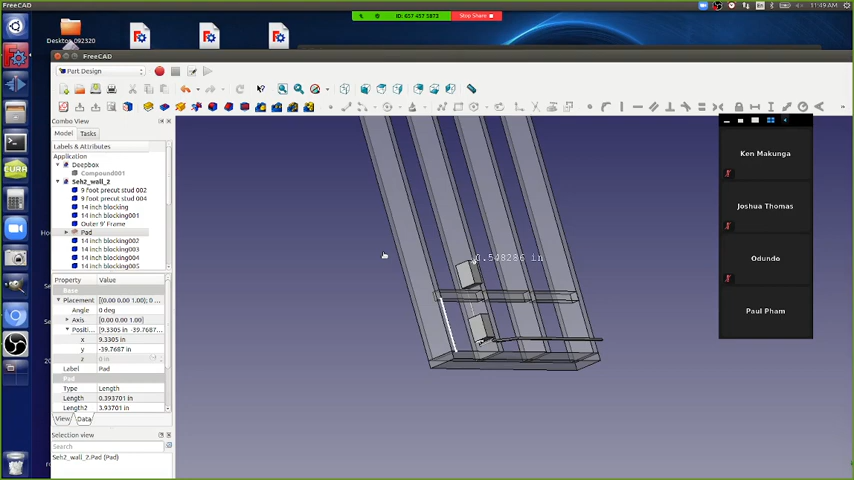 FreeCAD
11:49 AM
ID: 657 457 5873
Stop Share
Desktop_092320
FreeCAD
Part Design
Combo View
Model
Tasks
Labels & Attributes
Application
Deepbox
Compound001
Seh2_wall_2
9 foot precut stud 002
9 foot precut stud 004
14 inch blocking
14 inch blocking001
Outer 9' Frame
Pad
14 inch blocking002
14 inch blocking003
14 inch blocking004
14 inch blocking005
Property
Value
Base
Placement
[(0.00 0.00 1.00); 0 ...
Angle
0 deg
Axis
[0.00 0.00 1.00]
Positi...
[9.3305 in -39.7687...
x
9.3305 in
y
-39.7687 in
z
0 in
Label
Pad
Pad
Type
Length
Length
0.393701 in
Length2
3.93701 in
View
Data
Selection view
Search
Seh2_wall_2.Pad (Pad)
0.548286 in
Ken Makunga
Joshua Thomas
Odundo
Paul Pham